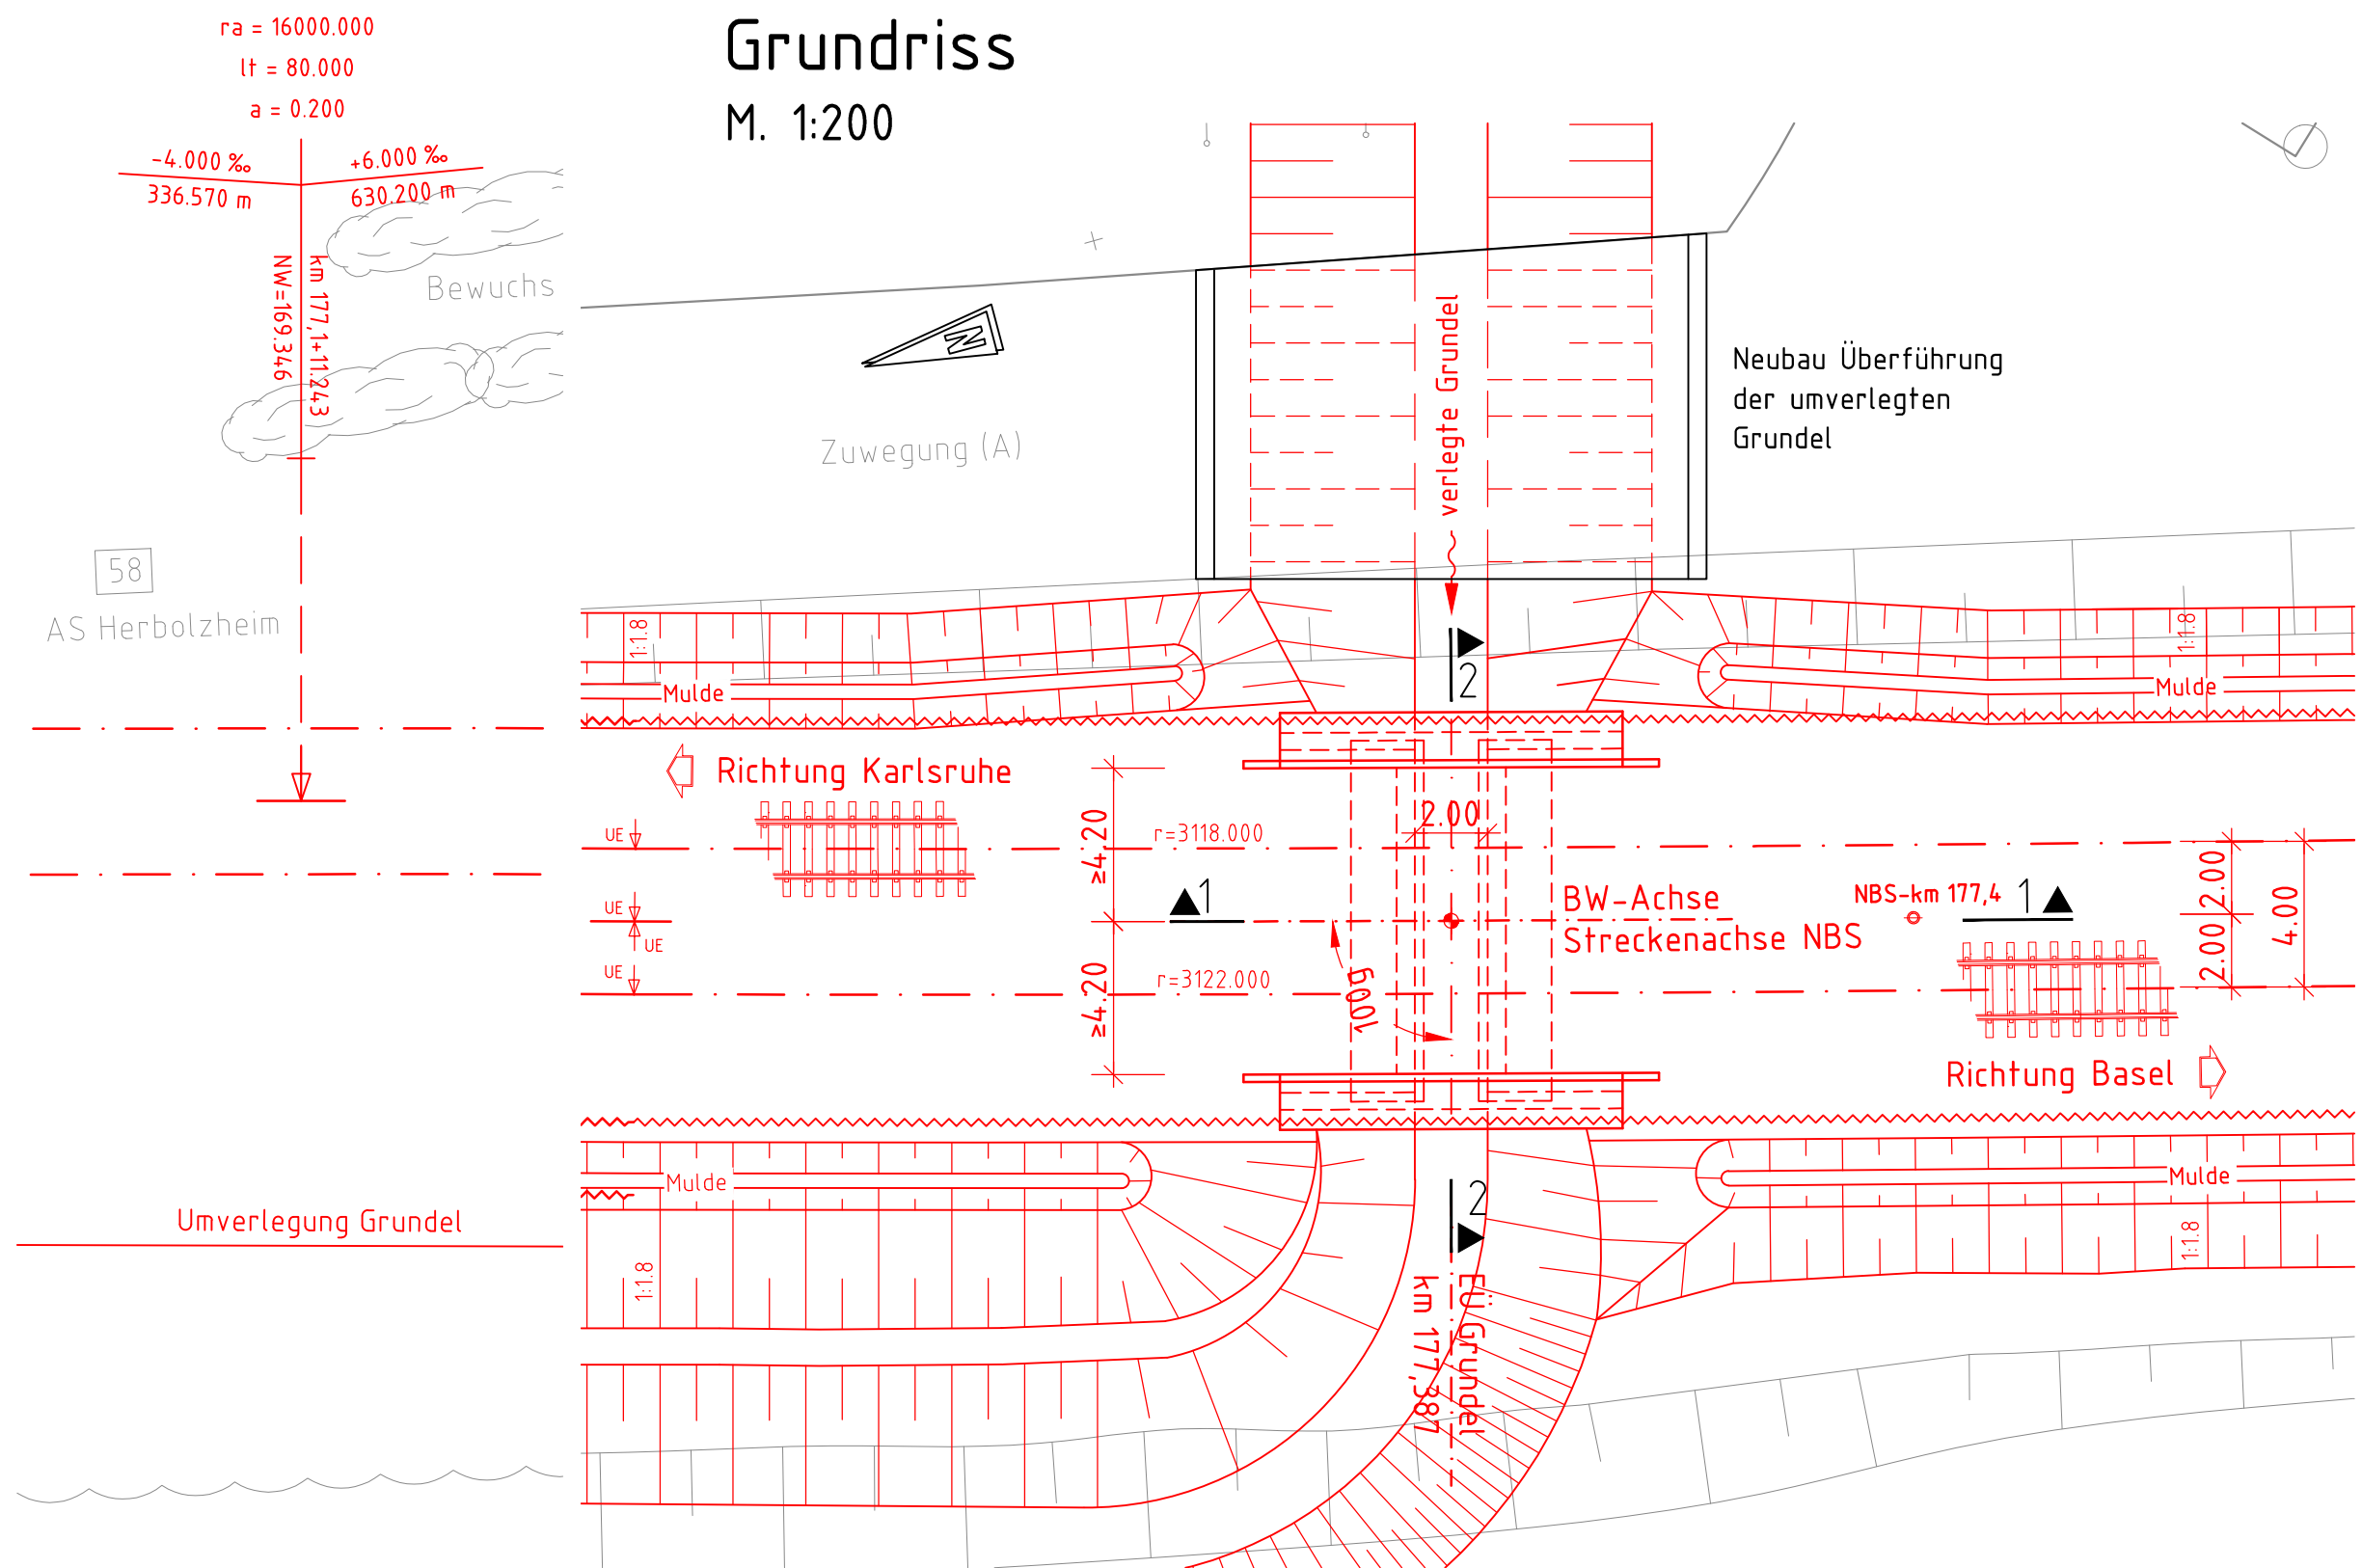 ra = 16000.000
lt = 80.000
a = 0.200
-4.000 ‰
+6.000 ‰
336.570 m
630.200 m
NW=169.346
km 177,1+11.243
Bewuchs
58
AS Herbolzheim
Umverlegung Grundel
Grundriss
M. 1:200
N
Zuwegung (A)
verlegte Grundel
Neubau Überführung
der umverlegten
Grundel
1:1.8
Mulde
1:1.8
Mulde
2
Richtung Karlsruhe
UE
UE
UE
UE
≥4.20
≥4.20
r=3118.000
r=3122.000
2.00
1
100g
BW-Achse
Streckenachse NBS
NBS-km 177,4
1
2.00
2.00
4.00
Richtung Basel
Mulde
1:1.8
2
EÜ Grundel
km 177,387
Mulde
1:1.8